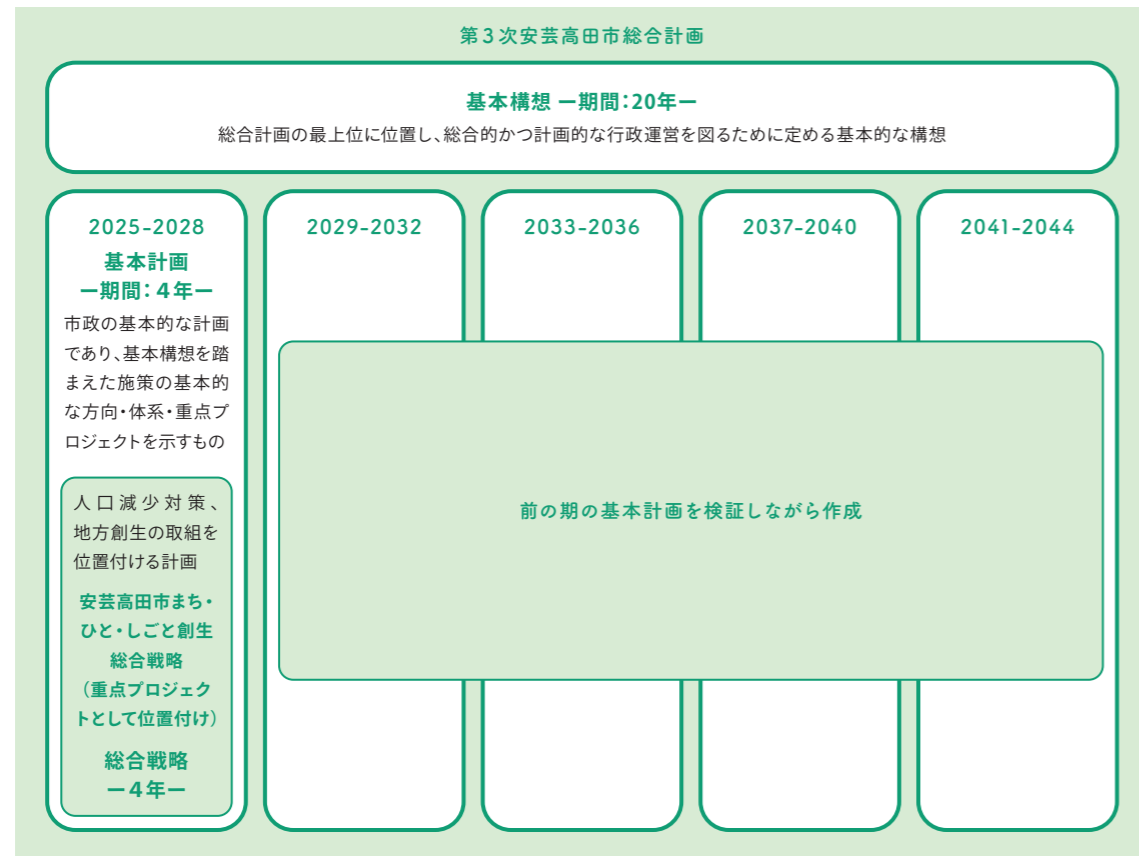 第3次安芸高田市総合計画
基本構想 ー期間:20年ー
総合計画の最上位に位置し、総合的かつ計画的な行政運営を図るために定める基本的な構想
2025-2028
基本計画
ー期間:4年ー
市政の基本的な計画
であり、基本構想を踏
まえた施策の基本的
な方向・体系・重点プ
ロジェクトを示すもの
人口減少対策、
地方創生の取組を
位置付ける計画
安芸高田市まち・
ひと・しごと創生
総合戦略
(重点プロジェク
トとして位置付け)
総合戦略
ー4年ー
2029-2032
2033-2036
2037-2040
2041-2044
前の期の基本計画を検証しながら作成